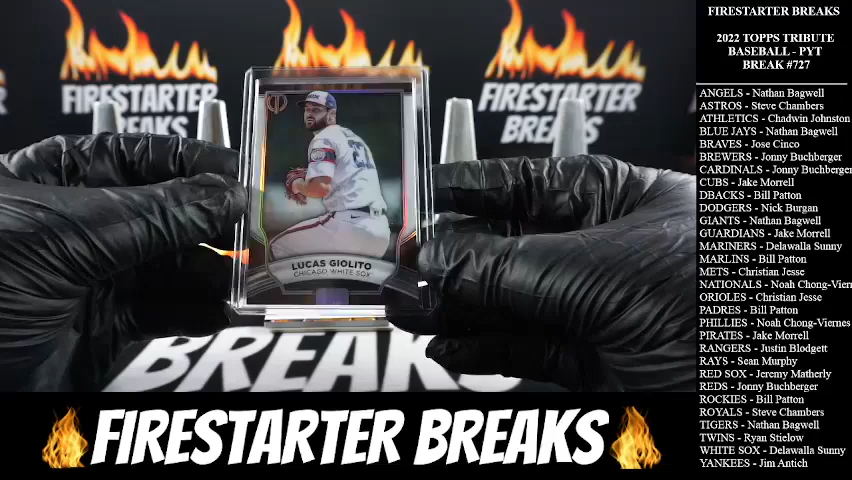 FIRESTARTER BREAKS
2022 TOPPS TRIBUTE
BASEBALL - PYT
BREAK #727
ANGELS - Nathan Bagwell
ASTROS - Steve Chambers
ATHLETICS - Chadwin Johnston
BLUE JAYS - Nathan Bagwell
BRAVES - Jose Cinco
BREWERS - Jonny Buchberger
CARDINALS - Jonny Buchberger
CUBS - Jake Morrell
DBACKS - Bill Patton
DODGERS - Nick Burgan
GIANTS - Nathan Bagwell
GUARDIANS - Jake Morrell
MARINERS - Delawalla Sunny
MARLINS - Bill Patton
METS - Christian Jesse
NATIONALS - Noah Chong-Viern
ORIOLES - Christian Jesse
PADRES - Bill Patton
PHILLIES - Noah Chong-Viernes
PIRATES - Jake Morrell
RANGERS - Justin Blodgett
RAYS - Sean Murphy
RED SOX - Jeremy Matherly
REDS - Jonny Buchberger
ROCKIES - Bill Patton
ROYALS - Steve Chambers
TIGERS - Nathan Bagwell
TWINS - Ryan Stielow
WHITE SOX - Delawalla Sunny
YANKEES - Jim Antich
FIRESTARTER
BREAKS
FIRESTARTER
BREAKS
27
LUCAS GIOLITO
CHICAGO WHITE SOX
BREAKS
FIRESTARTER BREAKS